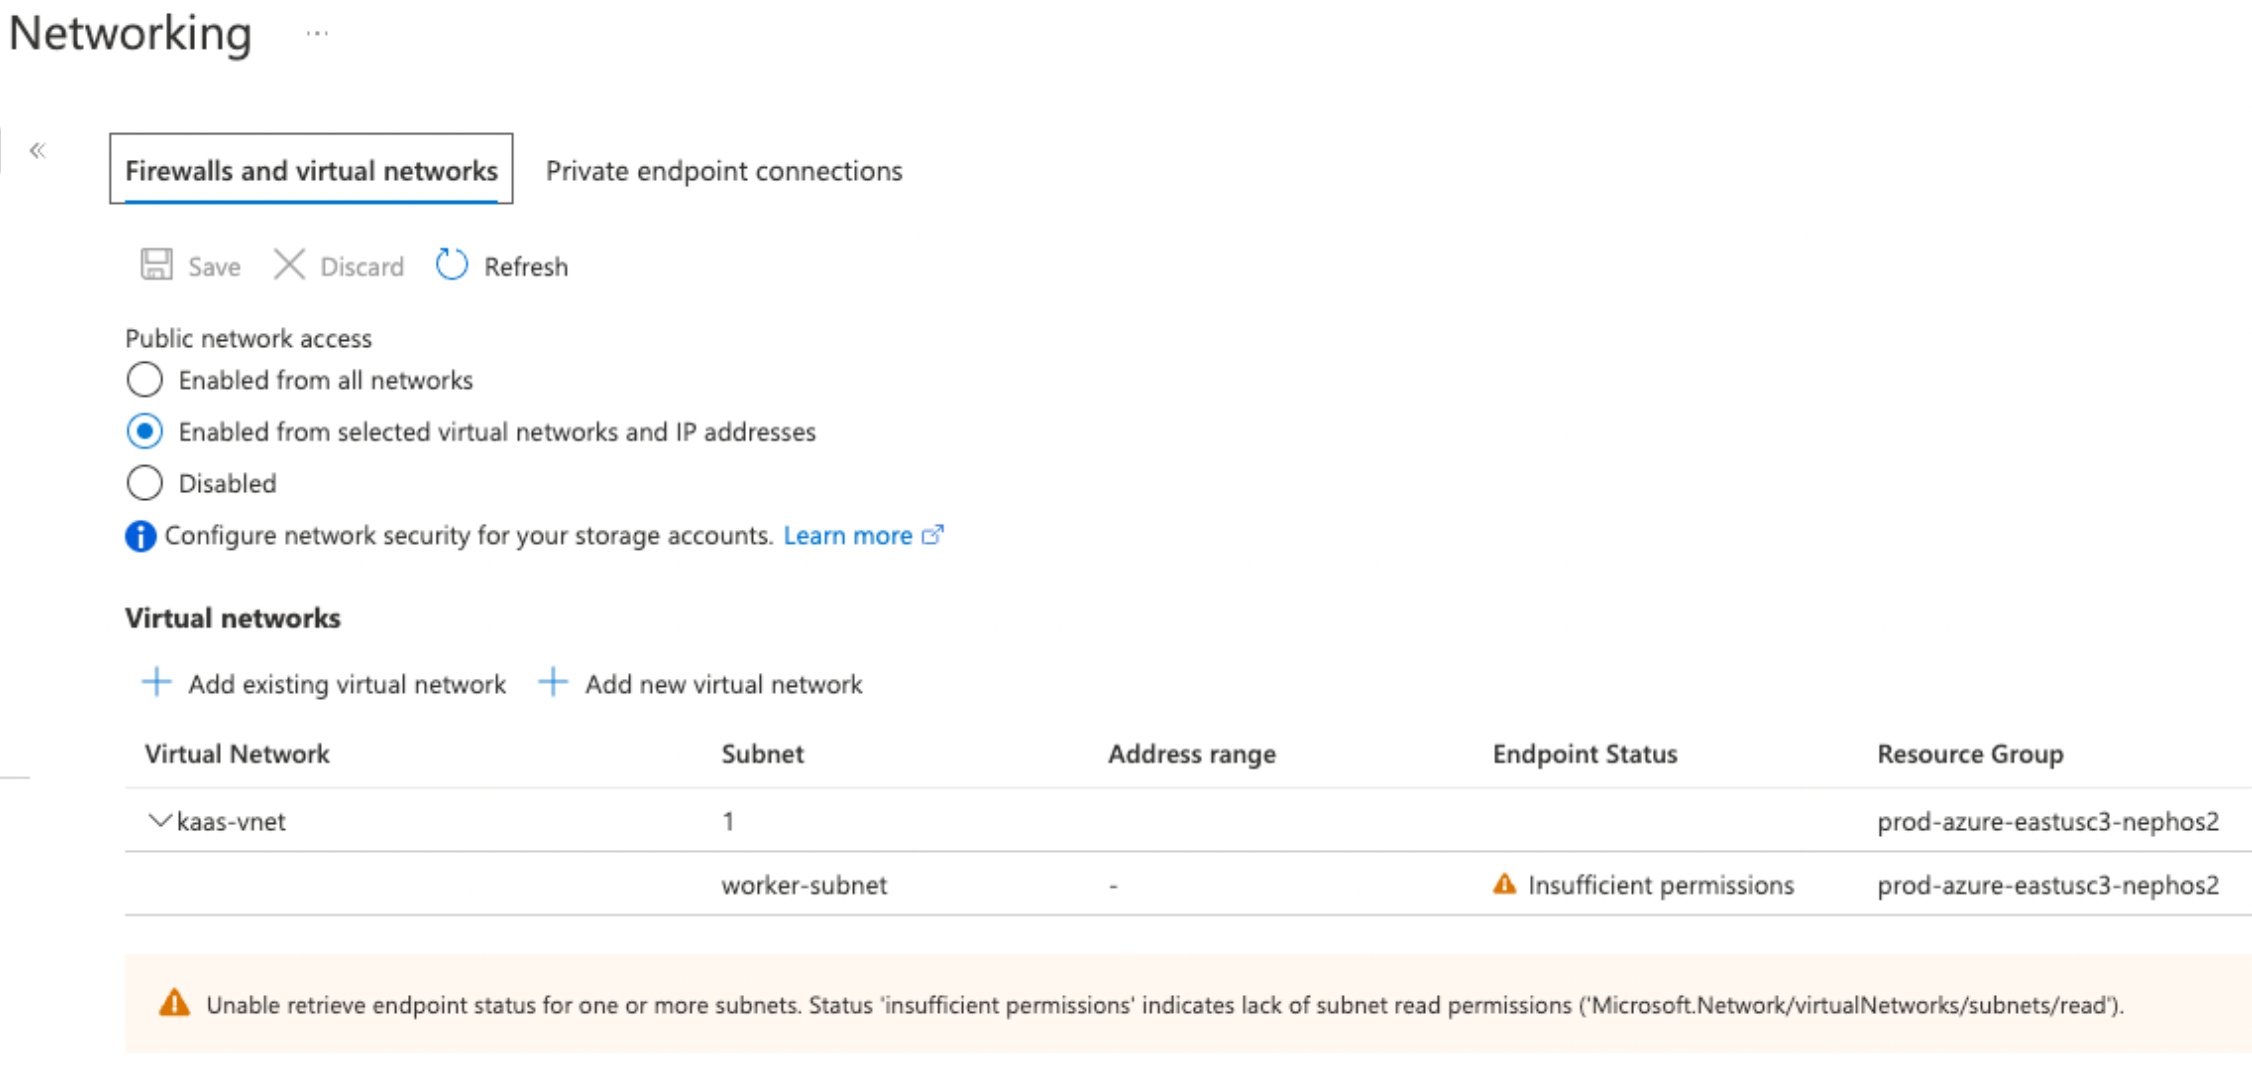 Networking ...
Firewalls and virtual networks Private endpoint connections
Save Discard Refresh
Public network access
Enabled from all networks
Enabled from selected virtual networks and IP addresses
Disabled
Configure network security for your storage accounts. Learn more
Virtual networks
+ Add existing virtual network + Add new virtual network
Virtual Network Subnet Address range Endpoint Status Resource Group
kaas-vnet 1 prod-azure-eastusc3-nephos2
worker-subnet - Insufficient permissions prod-azure-eastusc3-nephos2
Unable retrieve endpoint status for one or more subnets. Status 'insufficient permissions' indicates lack of subnet read permissions ('Microsoft.Network/virtualNetworks/subnets/read').